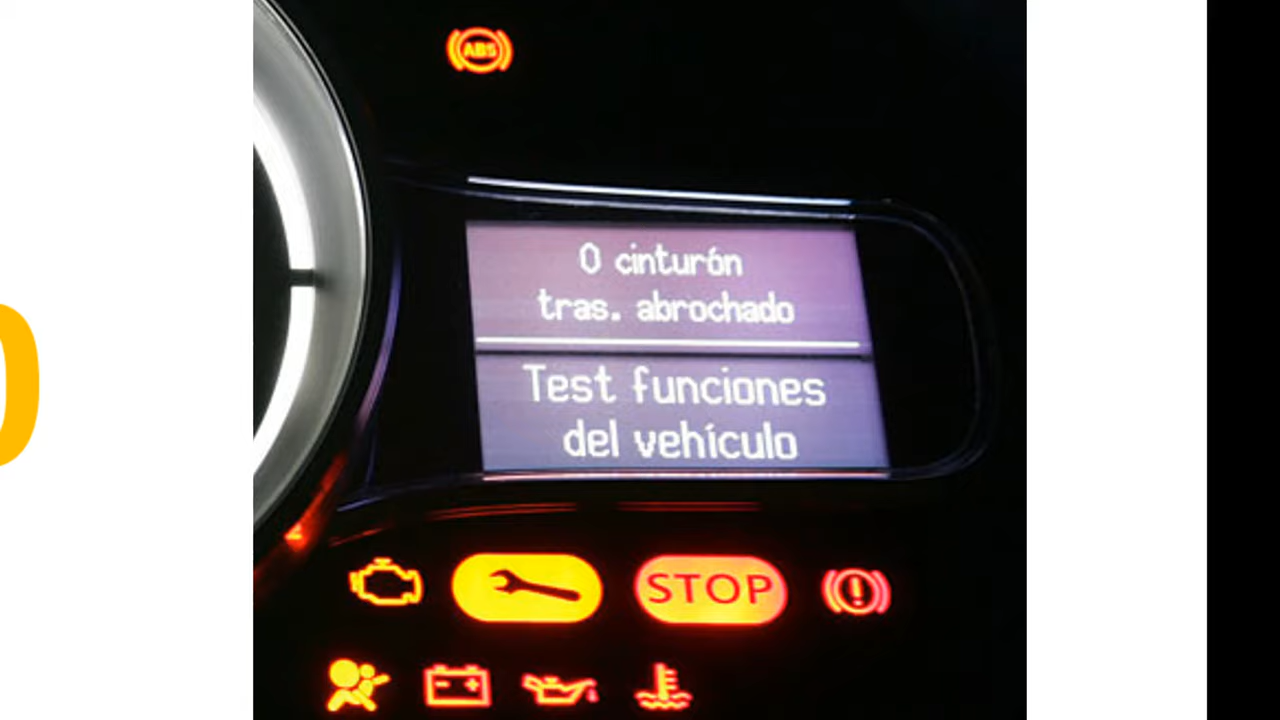 ABS
0 cinturón
tras. abrochado
Test funciones
del vehículo
STOP